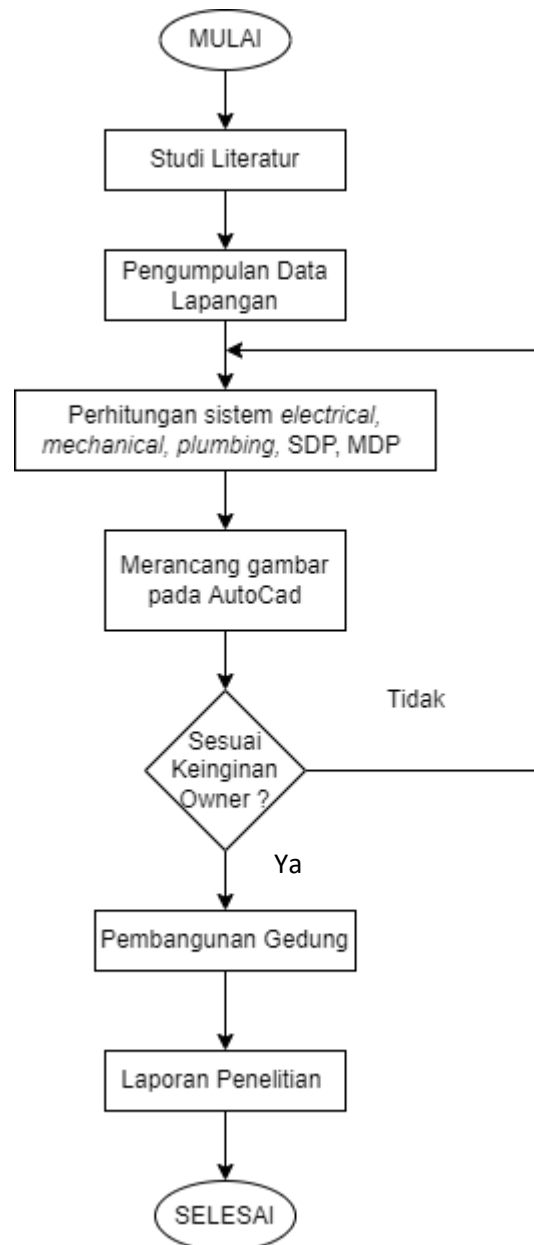 MULAI
Studi Literatur
Pengumpulan Data
Lapangan
Perhitungan sistem electrical,
mechanical, plumbing, SDP, MDP
Merancang gambar
pada AutoCad
Tidak
Sesuai
Keinginan
Owner ?
Ya
Pembangunan Gedung
Laporan Penelitian
SELESAI